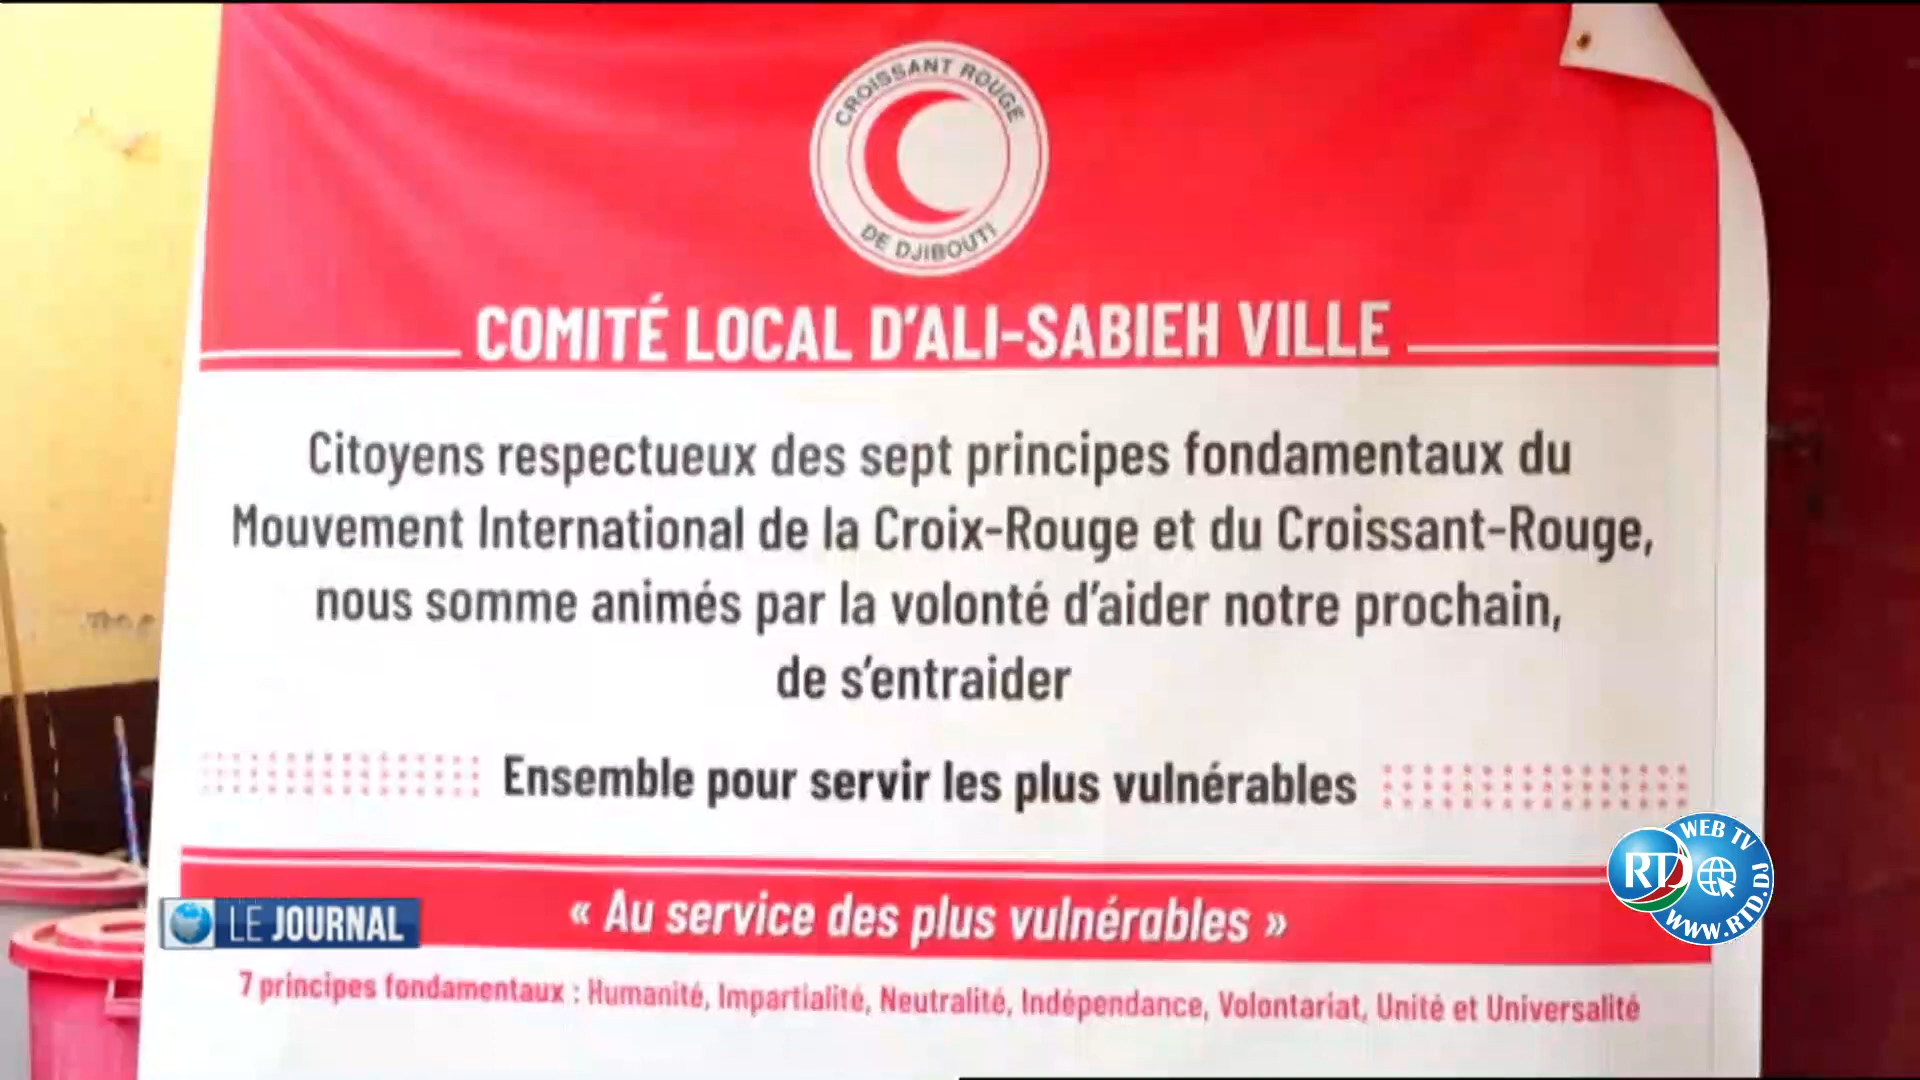 CROISSANT ROUGE
DE DJIBOUTI
COMITÉ LOCAL D'ALI-SABIEH VILLE
Citoyens respectueux des sept principes fondamentaux du
Mouvement International de la Croix-Rouge et du Croissant-Rouge,
nous somme animés par la volonté d'aider notre prochain,
de s'entraider
Ensemble pour servir les plus vulnérables
« Au service des plus vulnérables »
7 principes fondamentaux : Humanité, Impartialité, Neutralité, Indépendance, Volontariat, Unité et Universalité
LE JOURNAL
WEB TV
RTD
WWW.RTD.DJ